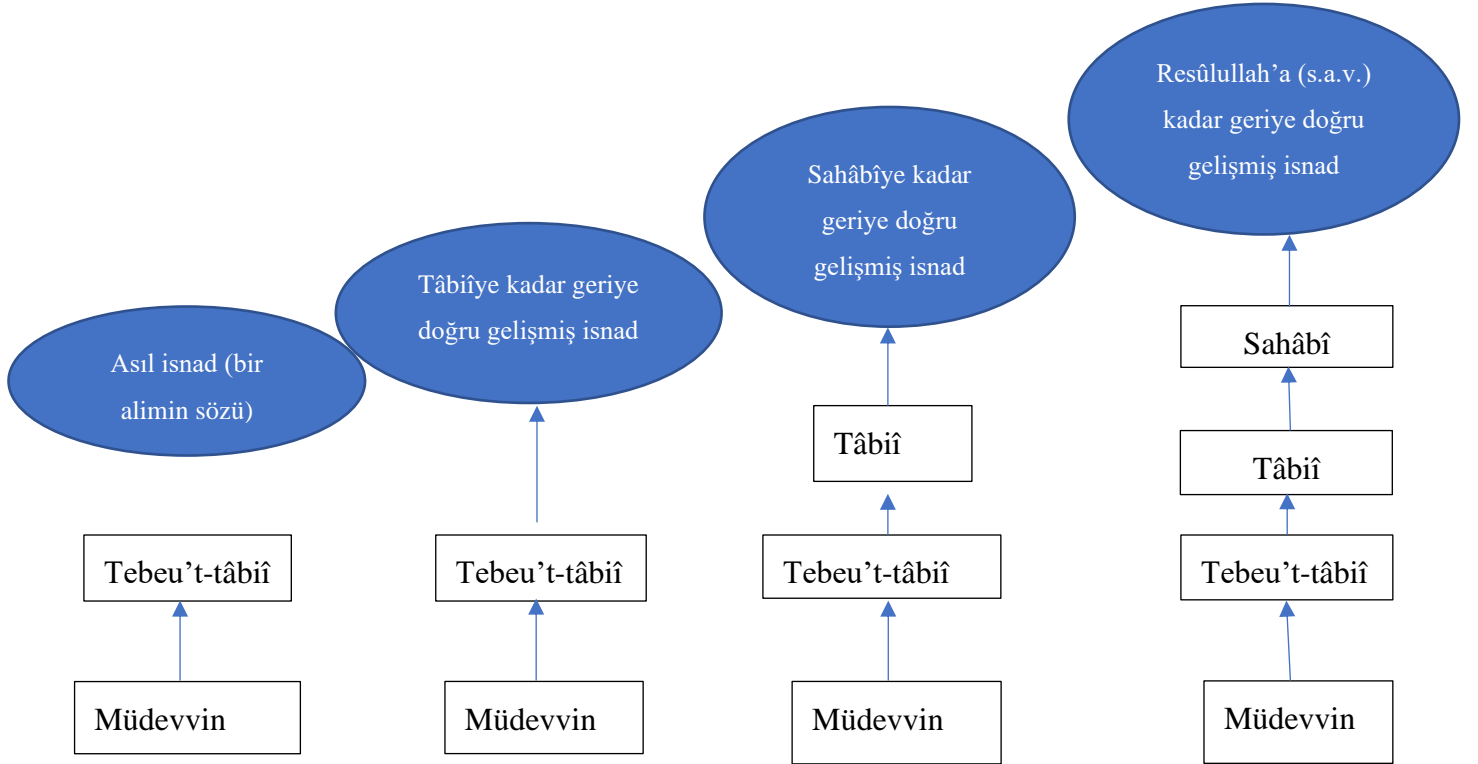 Asıl isnad (bir
alimin sözü)
Tebeu’t-tâbiî
Müdevvin
Tâbiîye kadar geriye
doğru gelişmiş isnad
Tebeu’t-tâbiî
Müdevvin
Sahâbîye kadar
geriye doğru
gelişmiş isnad
Tâbiî
Tebeu’t-tâbiî
Müdevvin
Resûlullah’a (s.a.v.)
kadar geriye doğru
gelişmiş isnad
Sahâbî
Tâbiî
Tebeu’t-tâbiî
Müdevvin